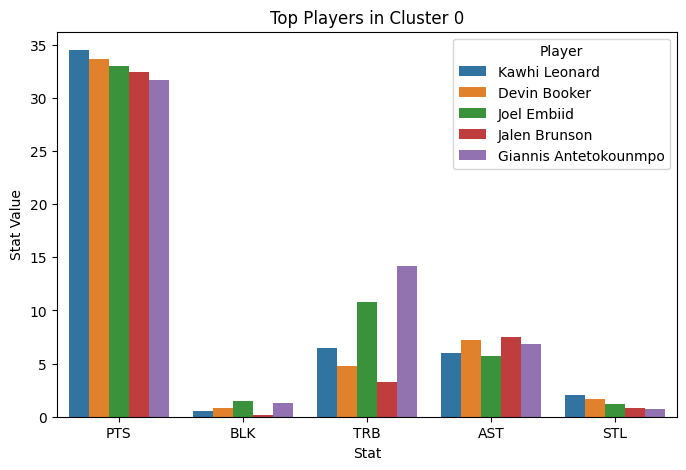 Top Players in Cluster 0
Player
Kawhi Leonard
Devin Booker
Joel Embiid
Jalen Brunson
Giannis Antetokounmpo
Stat Value
35
30
25
20
15
10
5
0
PTS BLK TRB AST STL
Stat